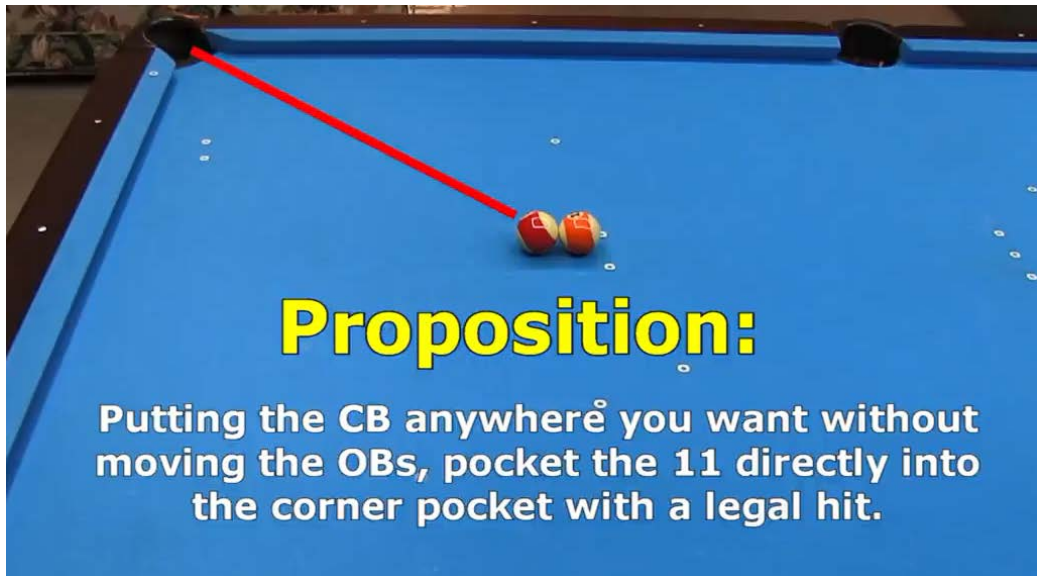 Proposition:
Putting the CB anywhere you want without
moving the OBs, pocket the 11 directly into
the corner pocket with a legal hit.